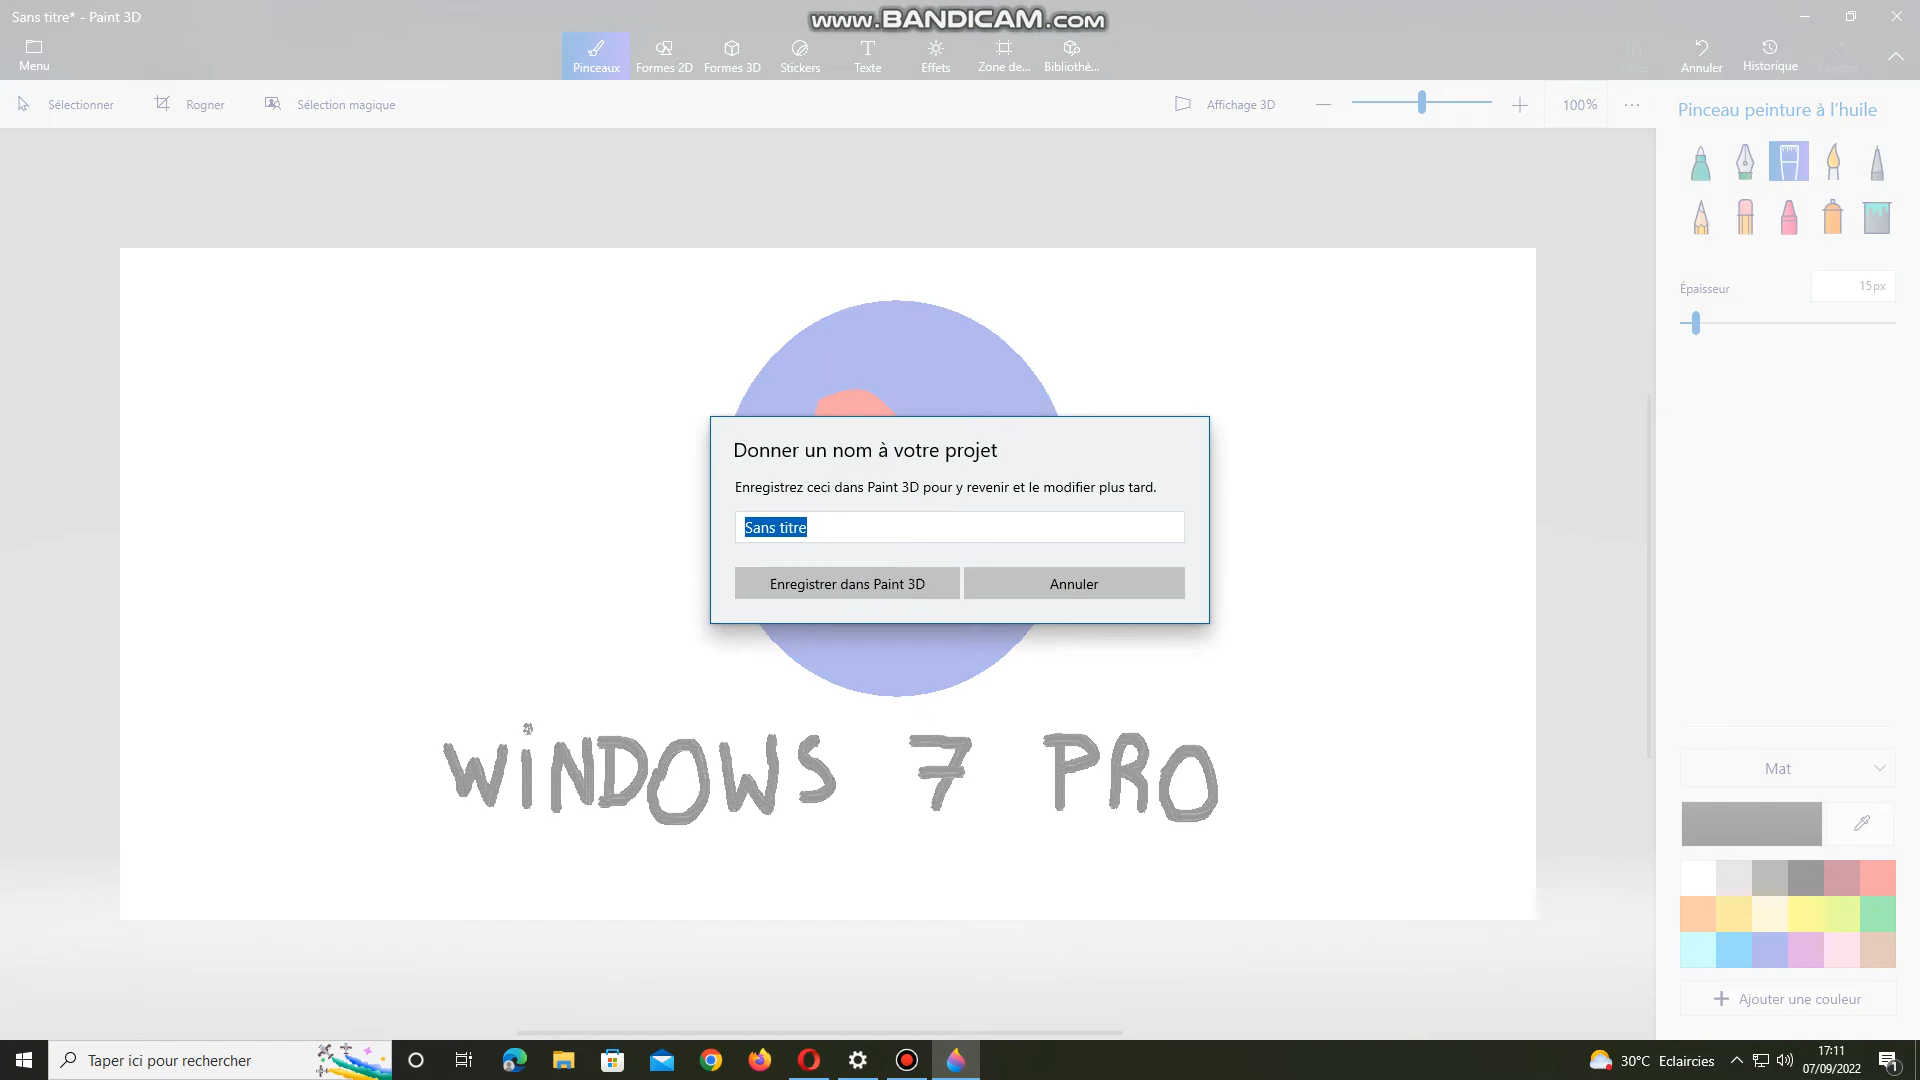 Sans titre* - Paint 3D
www.BANDICAM.com
Menu
Pinceaux
Formes 2D
Formes 3D
Stickers
Texte
Effets
Zone de...
Bibliothè...
Annuler
Historique
Sélectionner
Rogner
Sélection magique
Affichage 3D
100%
Pinceau peinture à l'huile
Épaisseur
15px
Donner un nom à votre projet
Enregistrez ceci dans Paint 3D pour y revenir et le modifier plus tard.
Sans titre
Enregistrer dans Paint 3D
Annuler
WiNDOWS 7 PRO
Mat
Ajouter une couleur
Taper ici pour rechercher
30°C Eclaircies
17:11
07/09/2022
1